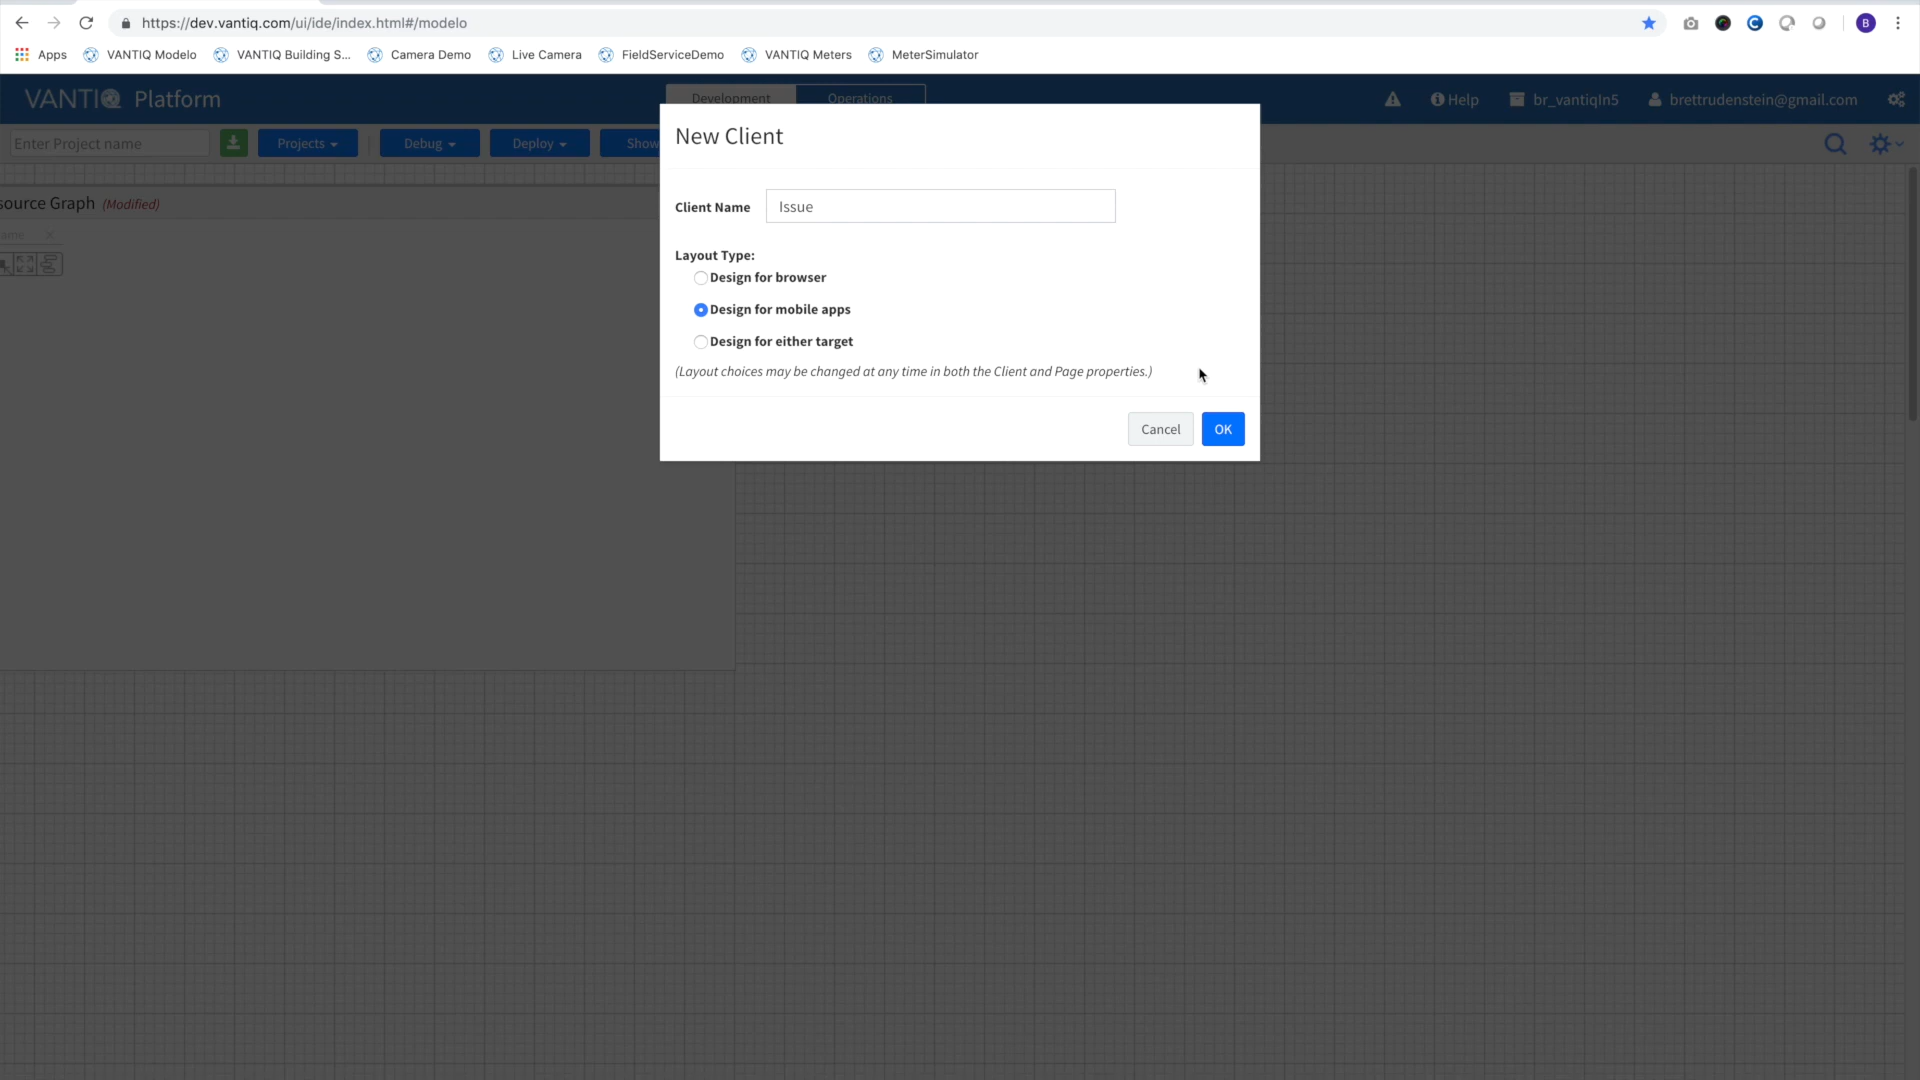 https://dev.vantiq.com/ui/ide/index.html#/modelo
B
Apps VANTIQ Modelo VANTIQ Building S... Camera Demo Live Camera FieldServiceDemo VANTIQ Meters MeterSimulator
VANTIQ Platform Development Operations Help br_vantiqIn5 brettrudenstein@gmail.com
Enter Project name Projects Debug Deploy Show
New Client
source Graph (Modified)
Client Name Issue
ame
Layout Type:
Design for browser
Design for mobile apps
Design for either target
(Layout choices may be changed at any time in both the Client and Page properties.)
Cancel OK